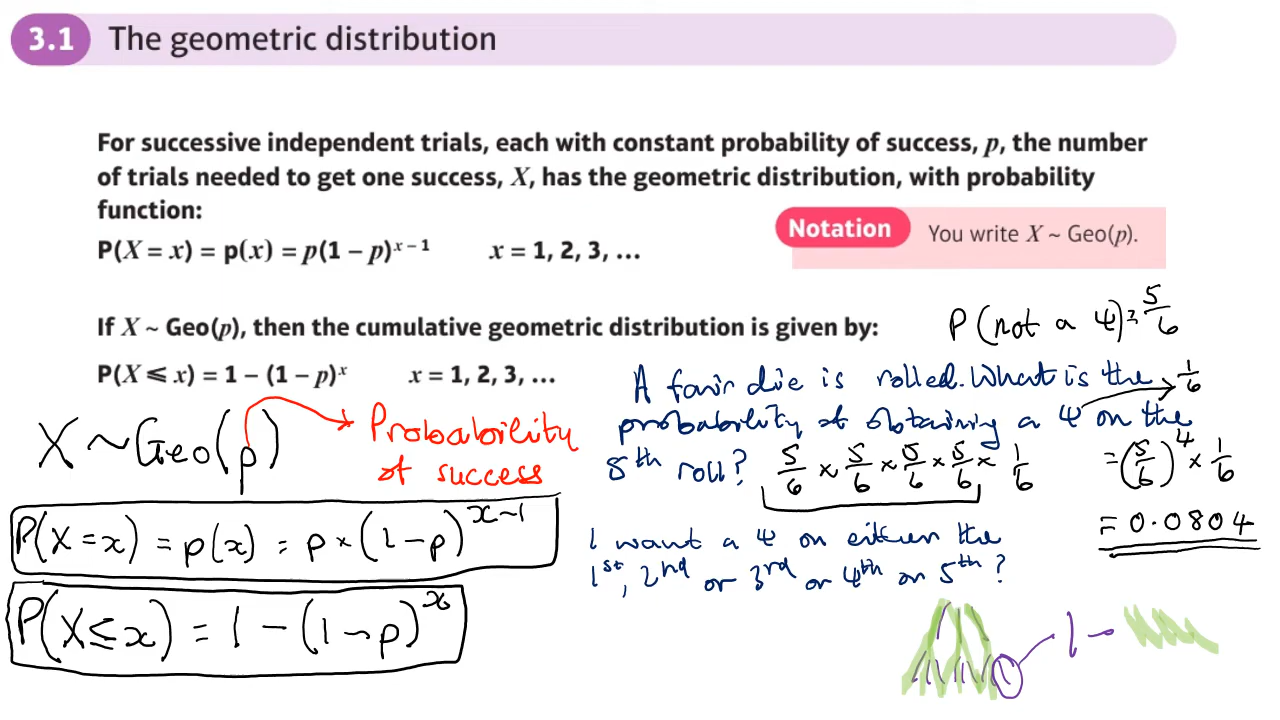 3.1 The geometric distribution
For successive independent trials, each with constant probability of success, p, the number
of trials needed to get one success, X, has the geometric distribution, with probability
function:
P(X = x) = p(x) = p(1 − p)ˣ⁻¹ x = 1, 2, 3, …
Notation You write X ~ Geo(p).
If X ~ Geo(p), then the cumulative geometric distribution is given by:
P(X ⩽ x) = 1 − (1 − p)ˣ x = 1, 2, 3, …
P(not a 4) = 5/6
A fair die is rolled. What is the → 1/6
probability of obtaining a 4 on the
5th roll? 5/6 × 5/6 × 5/6 × 5/6 × 1/6
= (5/6)⁴ × 1/6
= 0.0804
X ~ Geo(p) → Probability
of success
P(X = x) = p(x) = p × (1 − p)ˣ⁻¹
P(X ≤ x) = 1 − (1 − p)ˣ
I want a 4 on either the
1st, 2nd or 3rd or 4th or 5th?
1 −